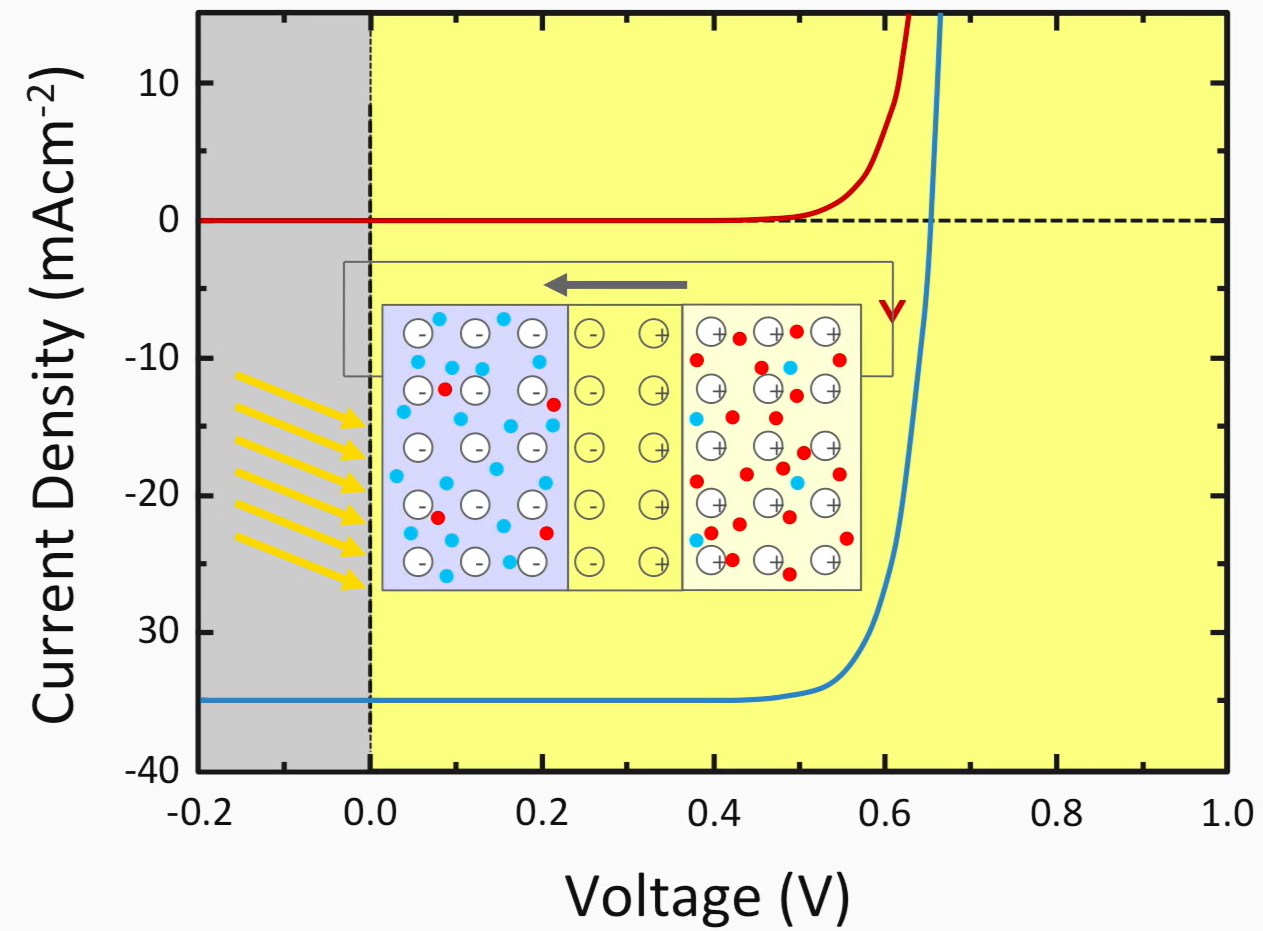 Current Density (mAcm-2)
10
0
-10
-20
30
-40
-0.2 0.0 0.2 0.4 0.6 0.8 1.0
Voltage (V)
- - - - +  + + +
- - - - +  + + +
- - - - +  + + +
- - - - +  + + +
- - - - +  + + +